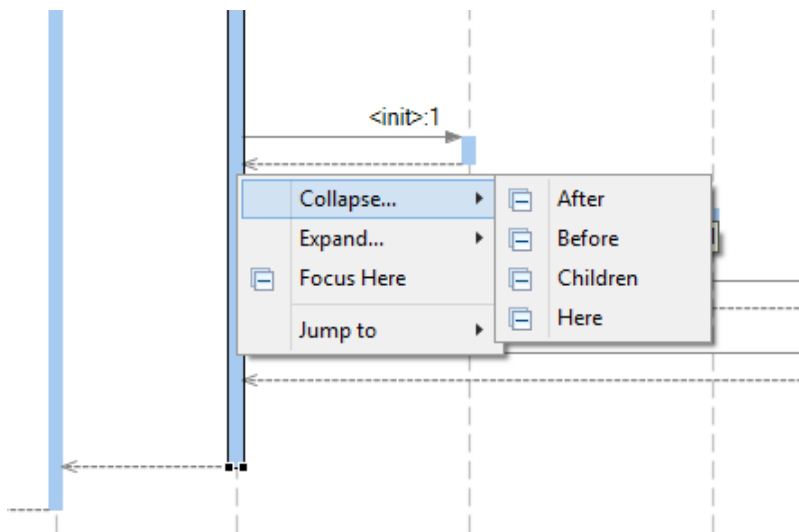 <init>:1
Collapse...
Expand...
Focus Here
Jump to
After
Before
Children
Here